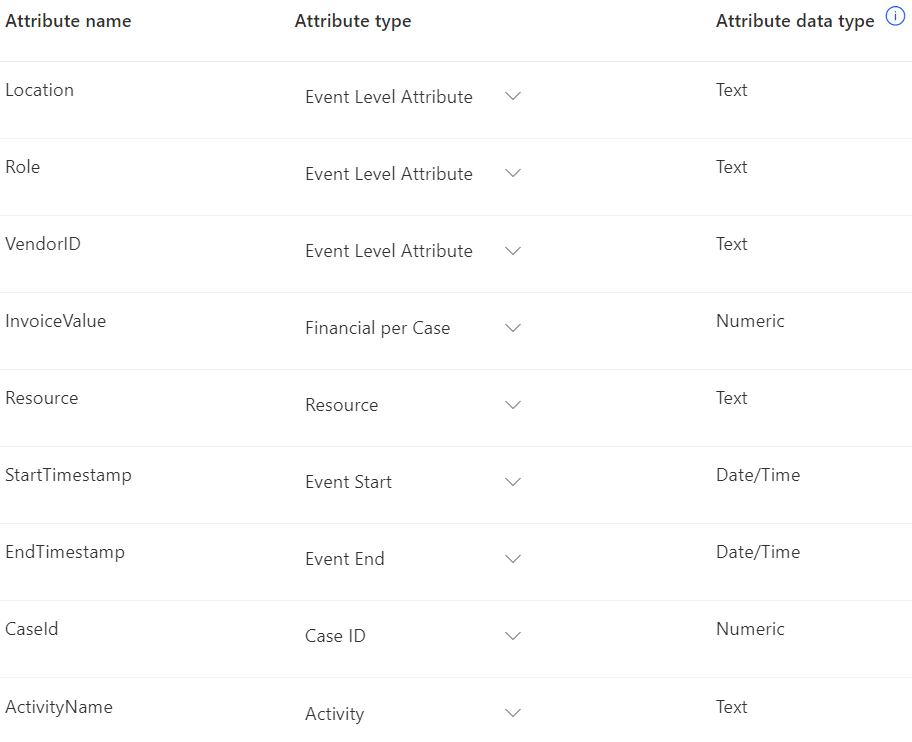 Attribute name Attribute type Attribute data type
Location Event Level Attribute Text
Role Event Level Attribute Text
VendorID Event Level Attribute Text
InvoiceValue Financial per Case Numeric
Resource Resource Text
StartTimestamp Event Start Date/Time
EndTimestamp Event End Date/Time
CaseId Case ID Numeric
ActivityName Activity Text